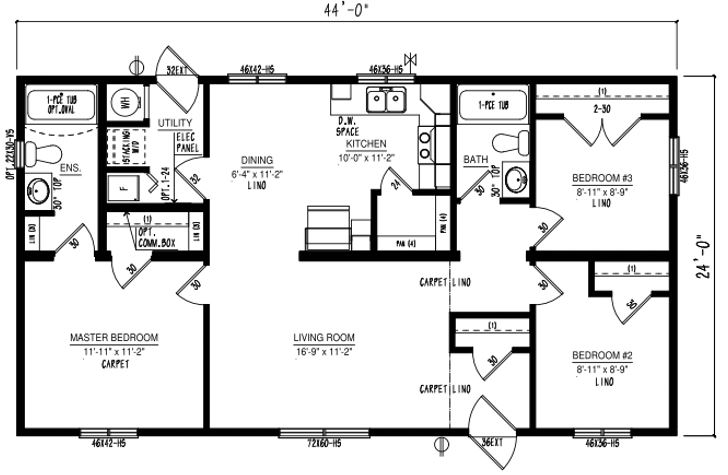 44'-0"
32EXT
46X42-H5
46X36-H5
1-PCE TUB
OPT.OVAL
WH
UTILITY
ELEC
PANEL
(STACKING)
W/D
OPT.22X30-V5
ENS.
30" TOP
F
OPT.1-24
32
D.W.
SPACE
KITCHEN
10'-0" x 11'-2"
DINING
6'-4" x 11'-2"
LINO
24
1-PCE TUB
BATH
30" TOP
30
(1)
2-30
BEDROOM #3
8'-11" x 8'-9"
LINO
46X36-H5
24'-0"
LIN (3)
30
(1)
OPT.
COMM.BOX
LIN (3)
30
30
PAN (4)
PAN (4)
30
CARPET LINO
30
(1)
30
MASTER BEDROOM
11'-11" x 11'-2"
CARPET
LIVING ROOM
16'-9" x 11'-2"
(1)
30
CARPET LINO
BEDROOM #2
8'-11" x 8'-9"
LINO
46X42-H5
72X60-H5
36EXT
46X36-H5